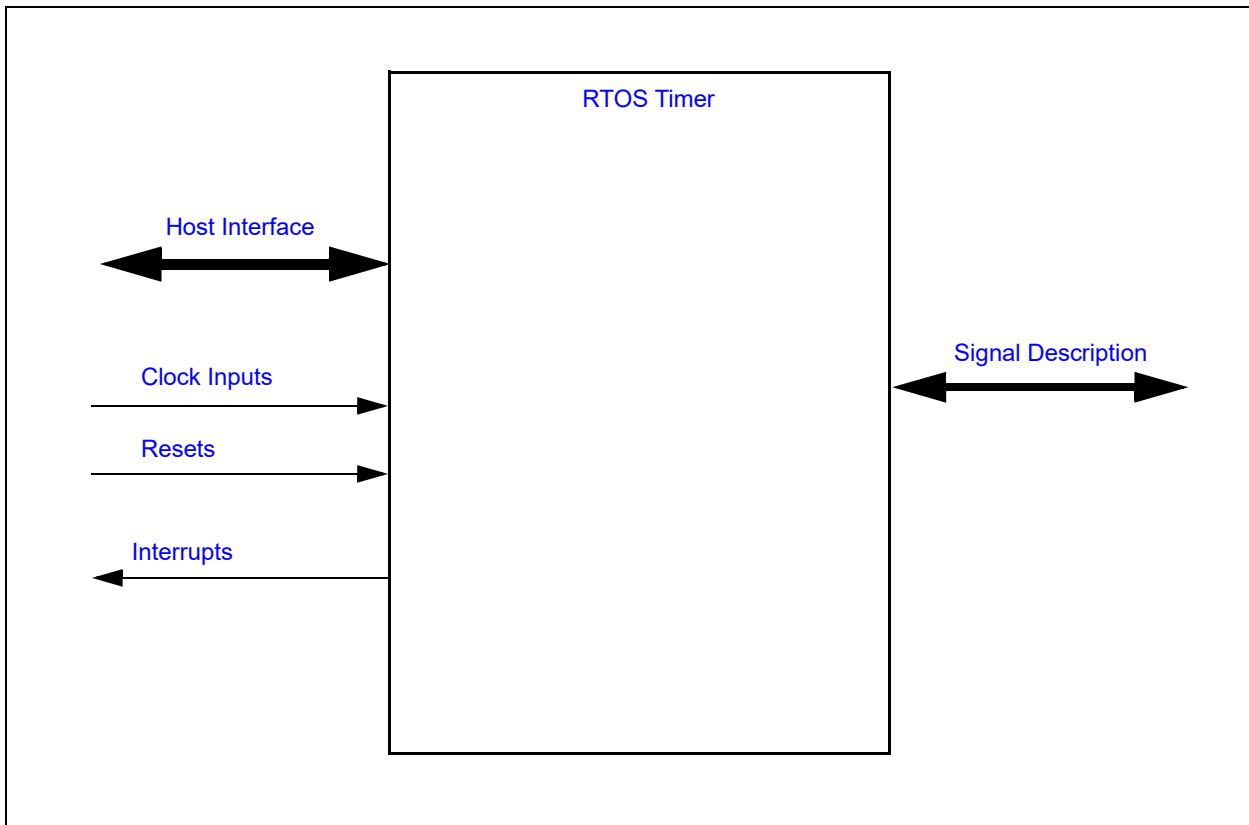 RTOS Timer
Host Interface
Signal Description
Clock Inputs
Resets
Interrupts